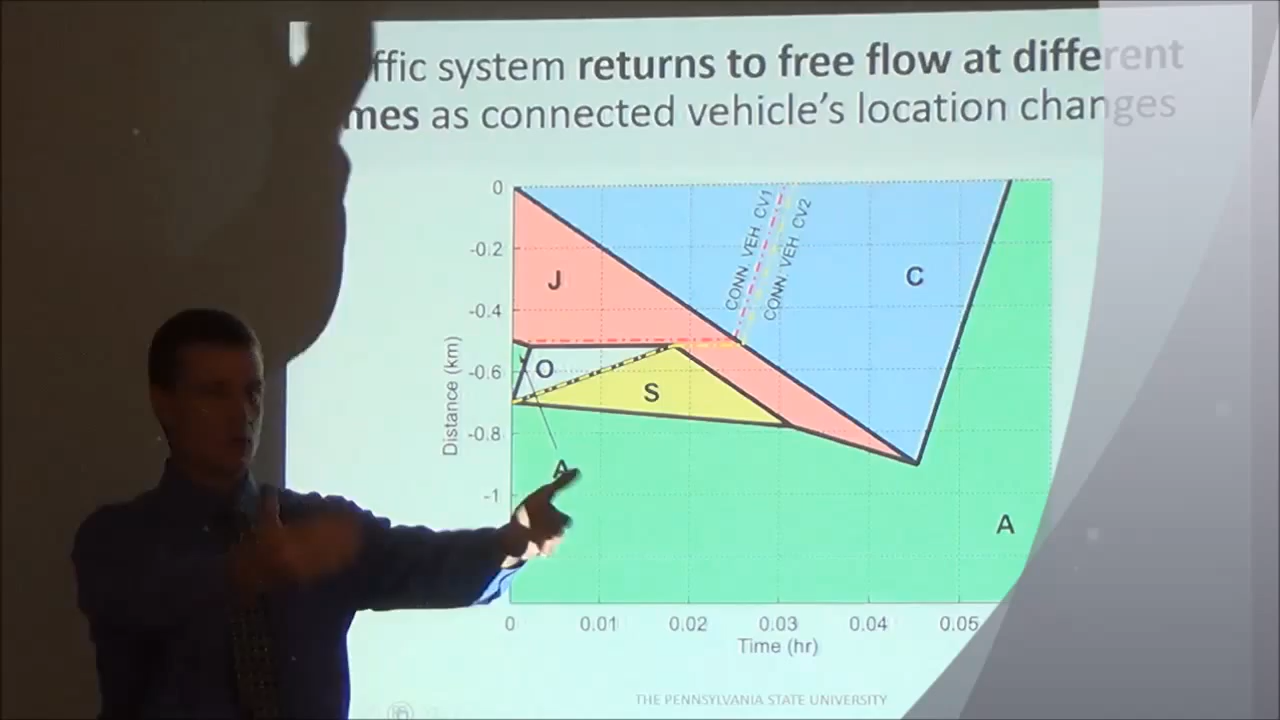 ffic system returns to free flow at different
mes as connected vehicle's location changes
0
-0.2
-0.4
-0.6
-0.8
-1
Distance (km)
J
O
S
A
C
A
CONN. VEH CV1
CONN. VEH CV2
0 0.01 0.02 0.03 0.04 0.05
Time (hr)
THE PENNSYLVANIA STATE UNIVERSITY